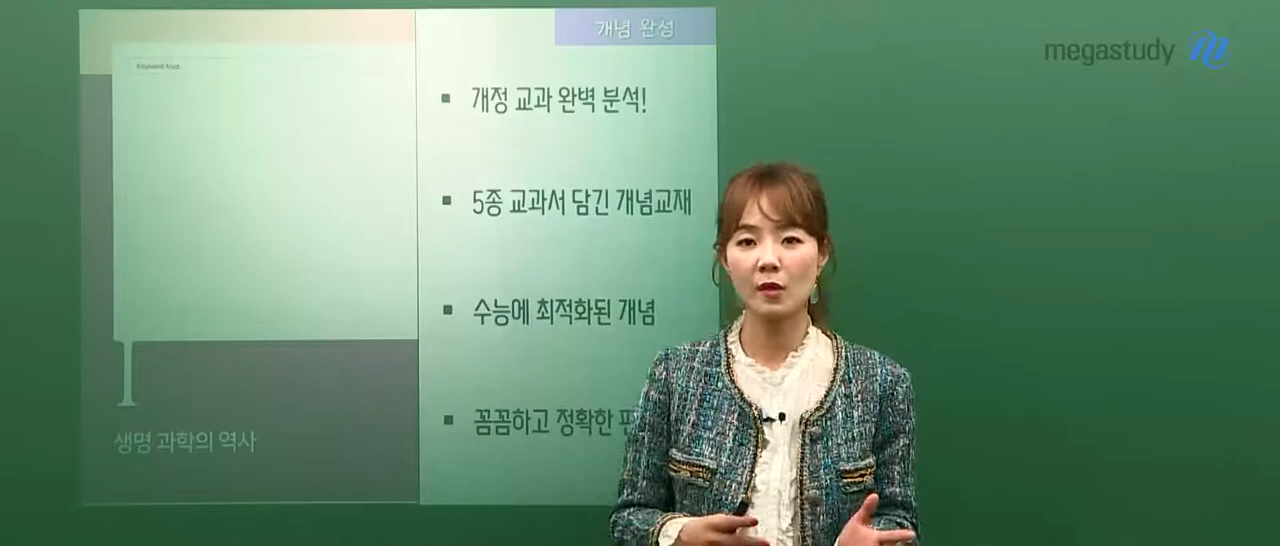 개념 완성
megastudy
개정 교과 완벽 분석!
5종 교과서 담긴 개념교재
수능에 최적화된 개념
꼼꼼하고 정확한
생명 과학의 역사